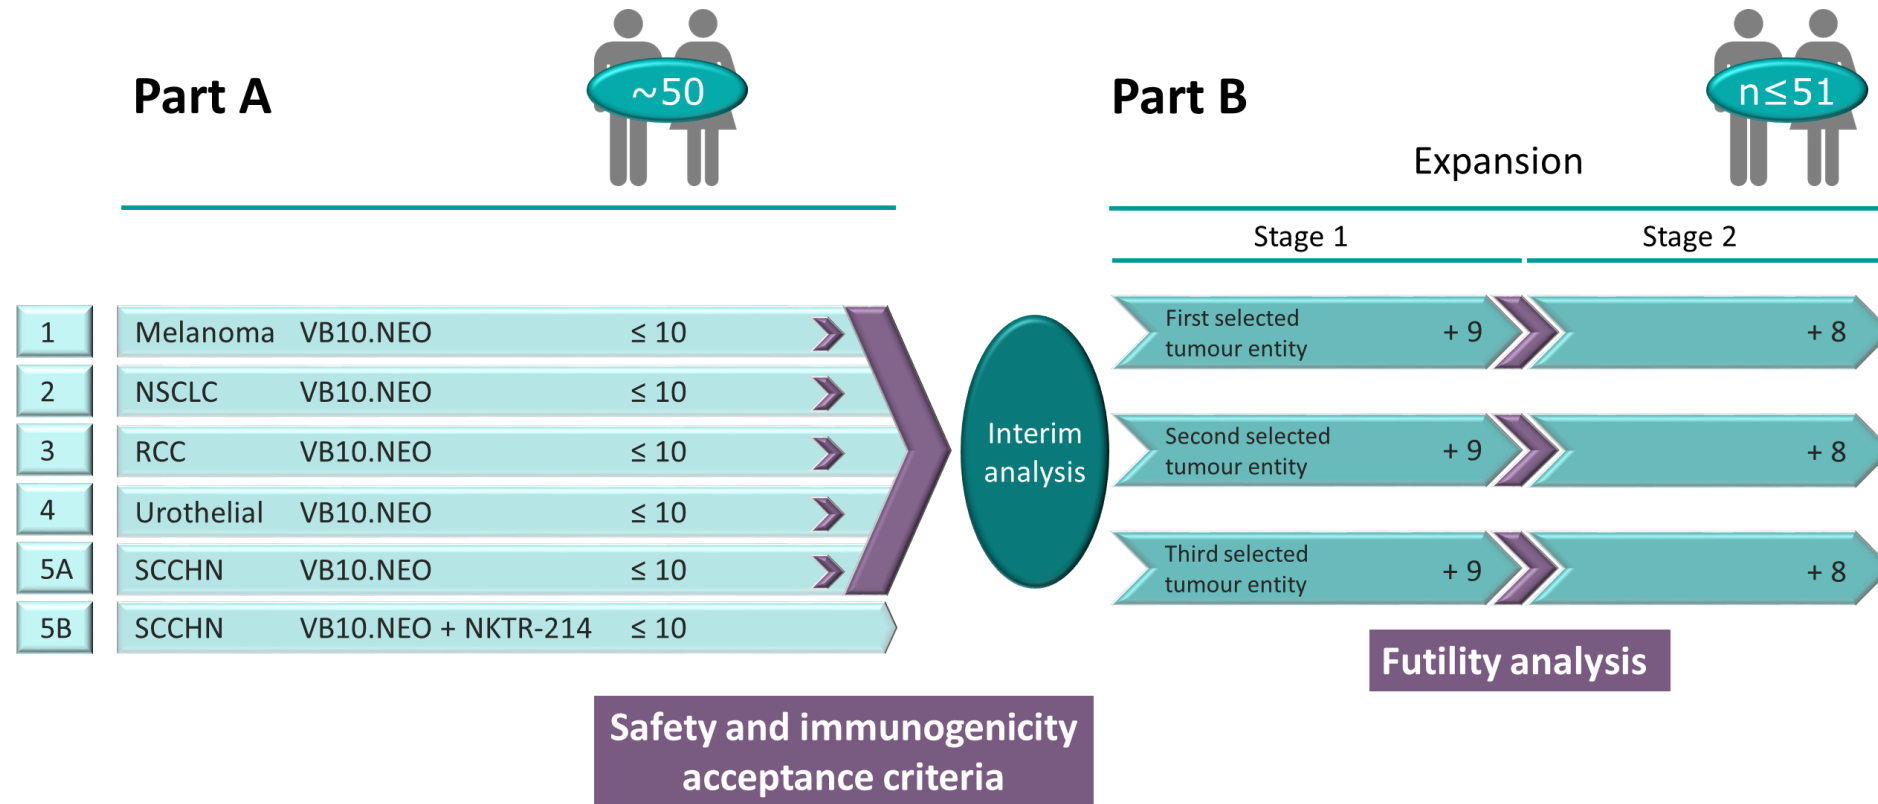 Part A
~50
1 Melanoma VB10.NEO ≤ 10
2 NSCLC VB10.NEO ≤ 10
3 RCC VB10.NEO ≤ 10
4 Urothelial VB10.NEO ≤ 10
5A SCCHN VB10.NEO ≤ 10
5B SCCHN VB10.NEO + NKTR-214 ≤ 10
Safety and immunogenicity
acceptance criteria
Interim
analysis
Part B
n≤51
Expansion
Stage 1 Stage 2
First selected
tumour entity
+ 9 + 8
Second selected
tumour entity
+ 9 + 8
Third selected
tumour entity
+ 9 + 8
Futility analysis